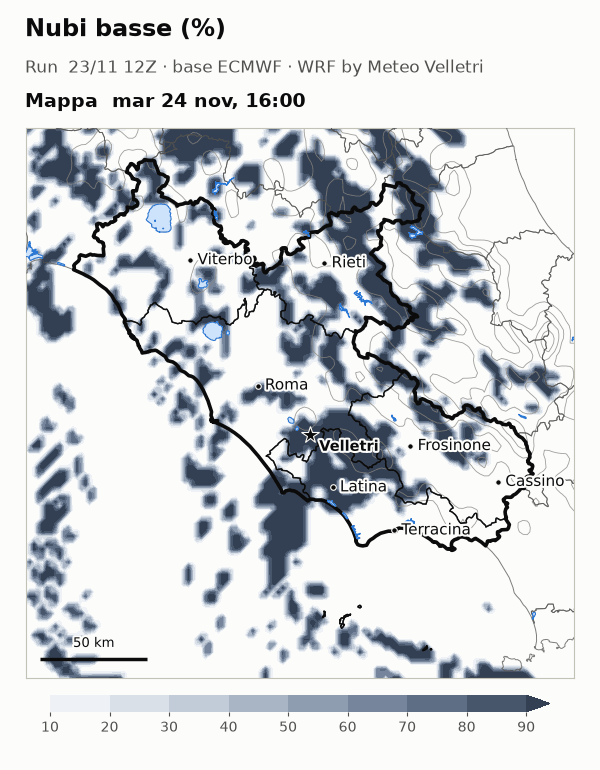 Nubi basse (%)
Run  23/11 12Z · base ECMWF · WRF by Meteo Velletri
Mappa  mar 24 nov, 16:00
Viterbo
Rieti
Roma
Velletri
Frosinone
Latina
Cassino
Terracina
50 km
10 20 30 40 50 60 70 80 90